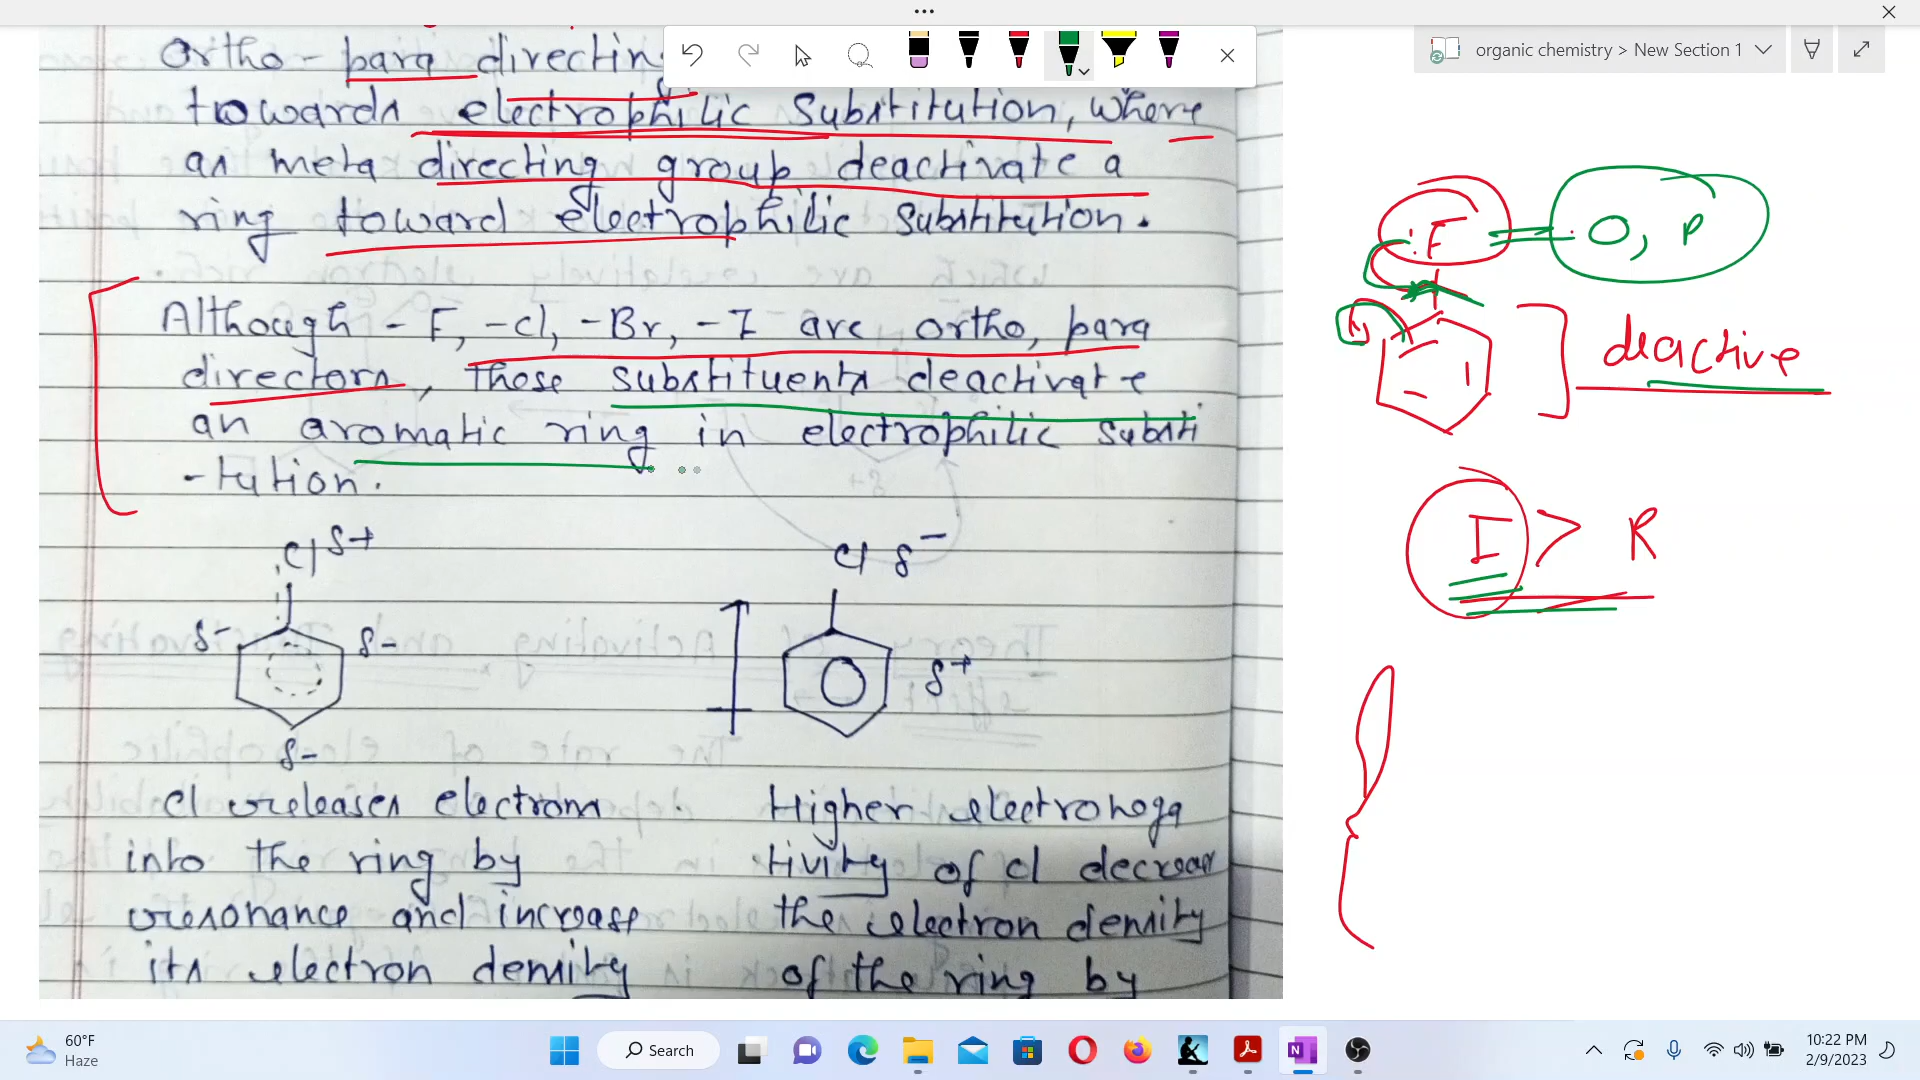 organic chemistry > New Section 1
Ortho - para directin
towards electrophilic substitution, where
as meta directing group deactivate a
ring toward electrophilic substitution.
Although - F, -Cl, -Br, -I are ortho, para
directors, these substituents deactivate
an aromatic ring in electrophilic substi
-tution.
Cl δ+
δ-
δ-
δ-
Cl releases electrom
into the ring by
resonance and increase
its electron density
Cl δ-
δ+
Higher electronega
tivity of cl decrease
the electron density
of the ring by
:F
O, P
deactive
I > R
60°F
Haze
Search
10:22 PM
2/9/2023